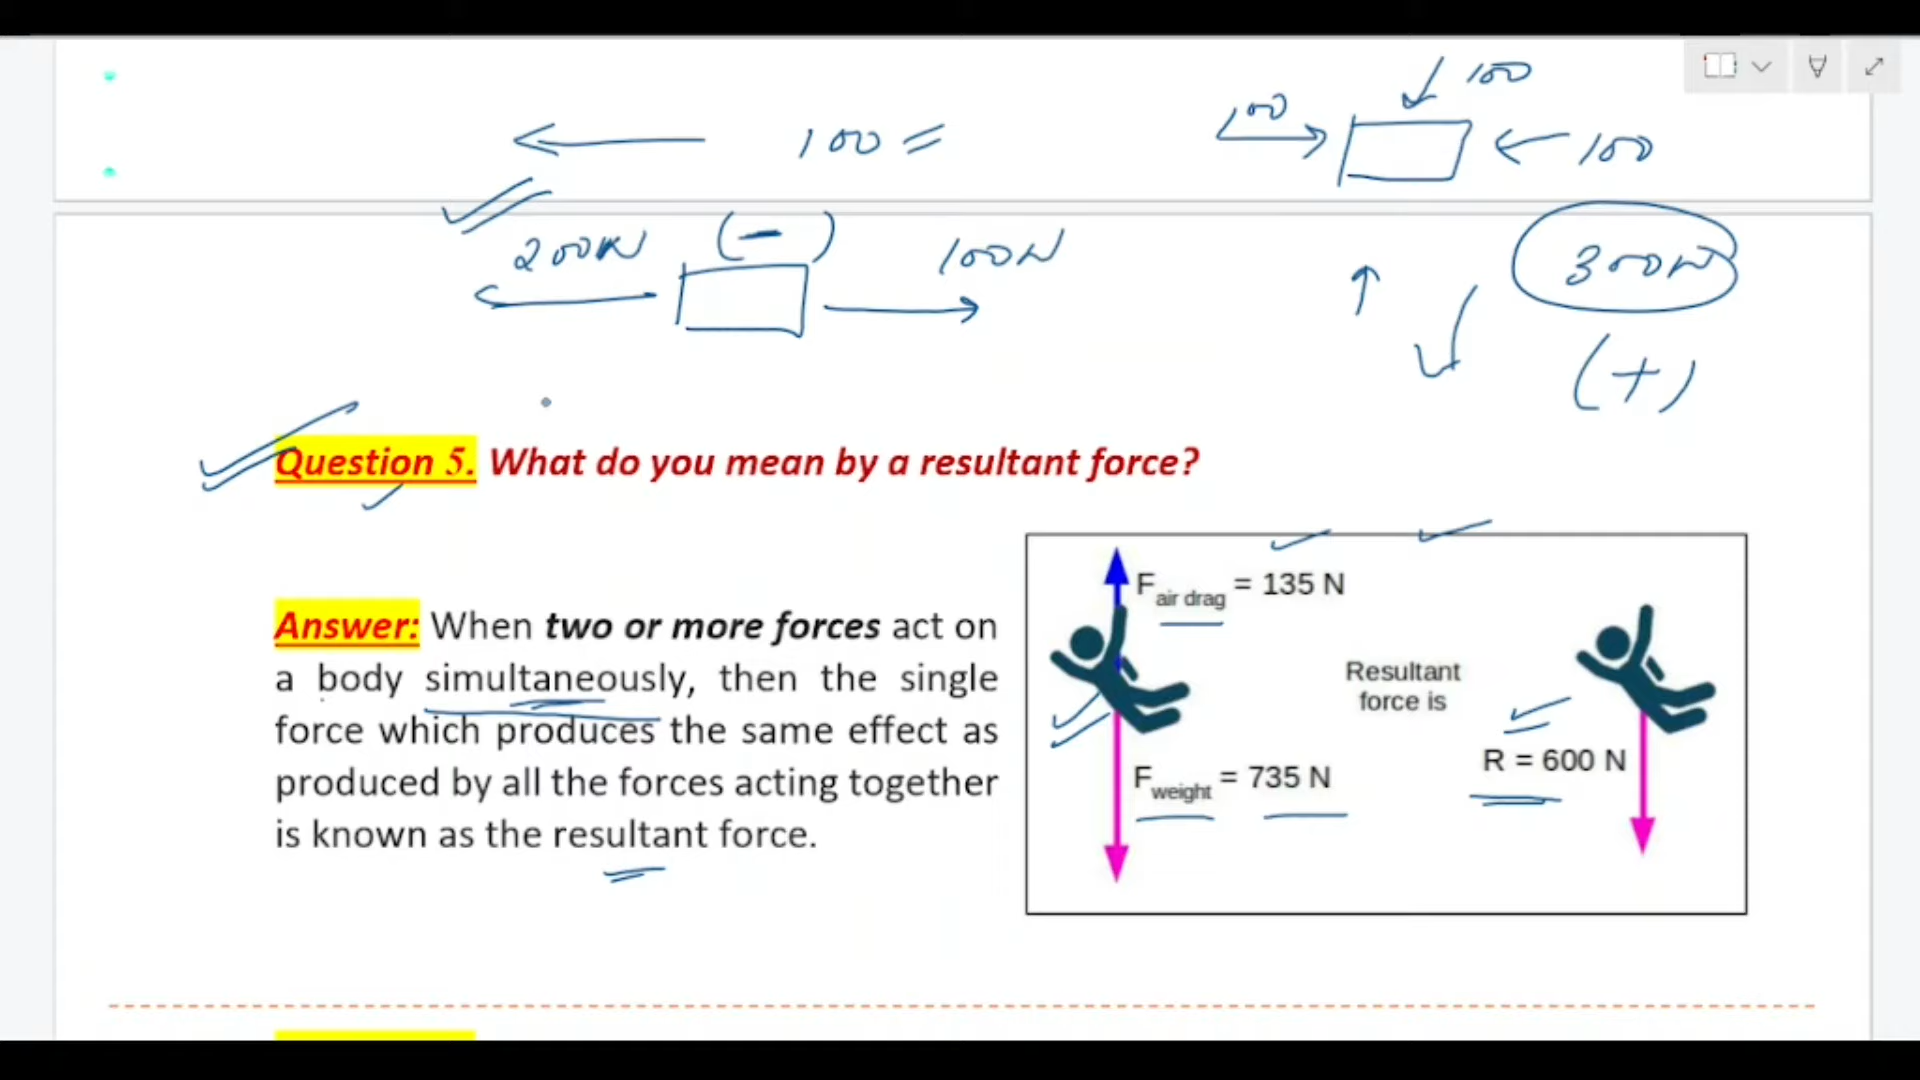 100
100
100 =
100
200N
(-)
100N
300N
(+)
Question 5. What do you mean by a resultant force?
Answer: When two or more forces act on
a body simultaneously, then the single
force which produces the same effect as
produced by all the forces acting together
is known as the resultant force.
F air drag = 135 N
Resultant
force is
F weight = 735 N
R = 600 N